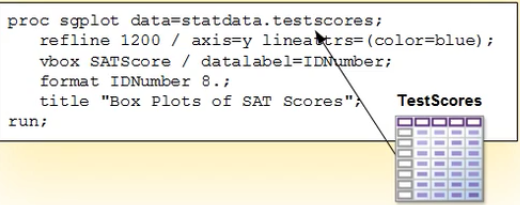 proc sgplot data=statdata.testscores;
refline 1200 / axis=y lineattrs=(color=blue);
vbox SATScore / datalabel=IDNumber;
format IDNumber 8.;
title "Box Plots of SAT Scores";
run;
TestScores